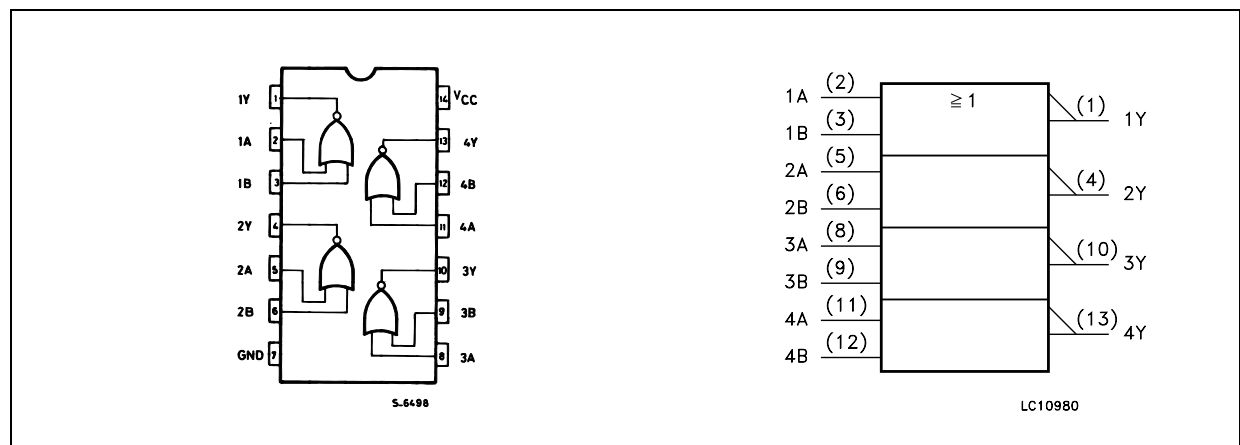 1Y 1 14 VCC
1A 2 13 4Y
1B 3 12 4B
2Y 4 11 4A
2A 5 10 3Y
2B 6 9 3B
GND 7 8 3A
S-6498
1A (2) ≧1 (1) 1Y
1B (3)
2A (5) (4) 2Y
2B (6)
3A (8) (10) 3Y
3B (9)
4A (11) (13) 4Y
4B (12)
LC10980